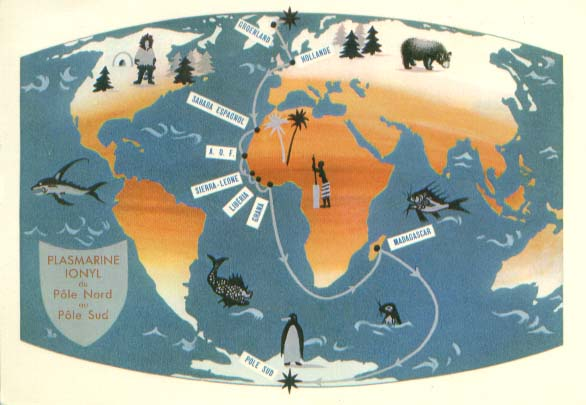 GROENLAND
HOLLANDE
SAHARA ESPAGNOL
A. O. F.
SIERRA-LEONE
LIBERIA
GHANA
MADAGASCAR
PLASMARINE
IONYL
du
Pôle Nord
au
Pôle Sud
POLE SUD